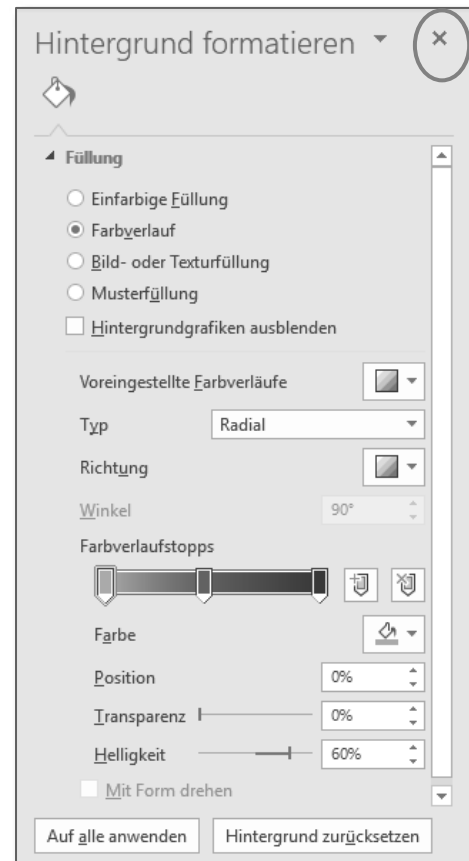 Hintergrund formatieren
Füllung
Einfarbige Füllung
Farbverlauf
Bild- oder Texturfüllung
Musterfüllung
Hintergrundgrafiken ausblenden
Voreingestellte Farbverläufe
Typ Radial
Richtung
Winkel 90°
Farbverlaufstopps
Farbe
Position 0%
Transparenz 0%
Helligkeit 60%
Mit Form drehen
Auf alle anwenden Hintergrund zurücksetzen